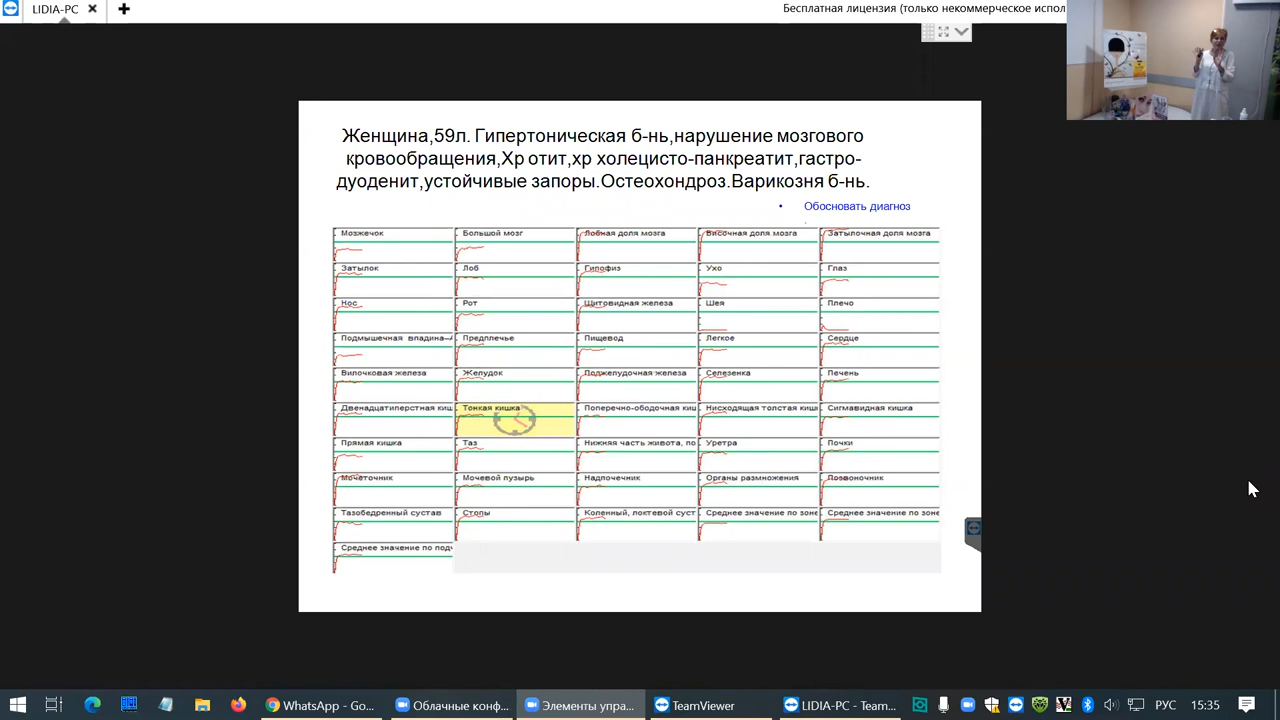 LIDIA-PC
Бесплатная лицензия (только некоммерческое испол
Женщина,59л. Гипертоническая б-нь,нарушение мозгового
кровообращения,Хр отит,хр холецисто-панкреатит,гастро-
дуоденит,устойчивые запоры.Остеохондроз.Варикозня б-нь.
• Обосновать диагноз
.
Мозжечок Большой мозг Лобная доля мозга Височная доля мозга Затылочная доля мозга
Затылок Лоб Гипофиз Ухо Глаз
Нос Рот Щитовидная железа Шея Плечо
Подмышечная впадина—/ Предплечье Пищевод Легкое Сердце
Вилочковая железа Желудок Поджелудочная железа Селезенка Печень
Двенадцатиперстная киш Тонкая кишка Поперечно-ободочная киш Нисходящая толстая киш Сигмавидная кишка
Прямая кишка Таз Нижняя часть живота, по Уретра Почки
Мочеточник Мочевой пузырь Надпочечник Органы размножения Позвоночник
Тазобедренный сустав Стопы Коленный, локтевой суст Среднее значение по зоне Среднее значение по зоне
Среднее значение по подч
WhatsApp - Go... Облачные конф... Элементы упра... TeamViewer LIDIA-PC - Team... РУС 15:35